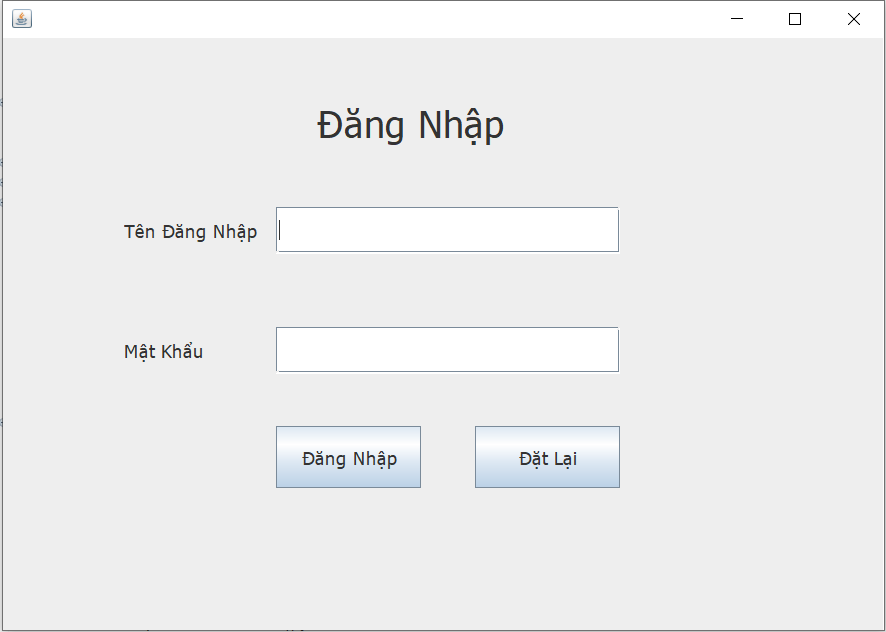 Đăng Nhập
Tên Đăng Nhập
Mật Khẩu
Đăng Nhập
Đặt Lại